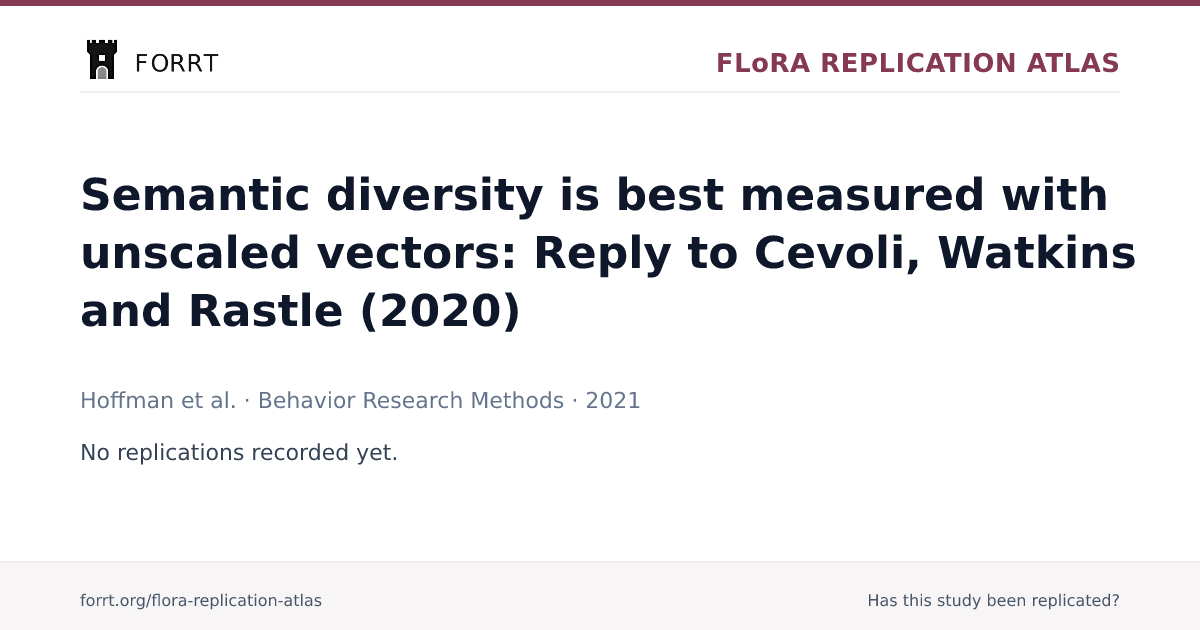 FORRT
FLoRA REPLICATION ATLAS
Semantic diversity is best measured with
unscaled vectors: Reply to Cevoli, Watkins
and Rastle (2020)
Hoffman et al. · Behavior Research Methods · 2021
No replications recorded yet.
forrt.org/flora-replication-atlas
Has this study been replicated?